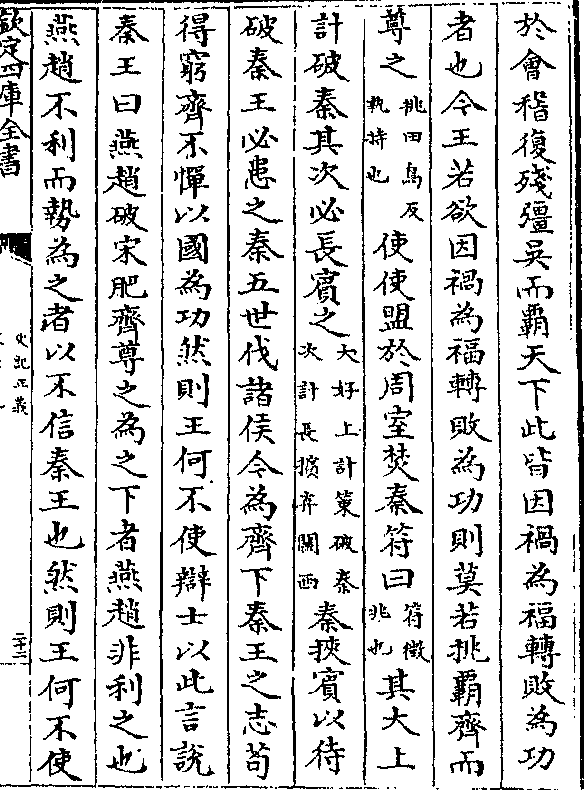 於會稽復殘彊吳而霸天下此皆因禍為福轉敗為功
者也今王若欲因禍為福轉敗為功則莫若挑霸齊而
尊之挑田鳥反執持也使使盟於周室焚秦符曰符徵兆也其大上
計破秦其次必長賓之大好上計策破秦次計長擯弃關西秦挾賓以待
破秦王必患之秦五世伐諸侯今為齊下秦王之志苟
得窮齊不憚以國為功然則王何不使辯士以此言說
秦王曰燕趙破宋肥齊尊之為之下者燕趙非利之也
燕趙不利而勢為之者以不信秦王也然則王何不使
欽定四庫全書
史記正義
二十二